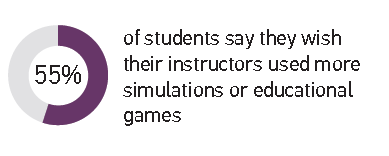 55%
of students say they wish
their instructors used more
simulations or educational
games